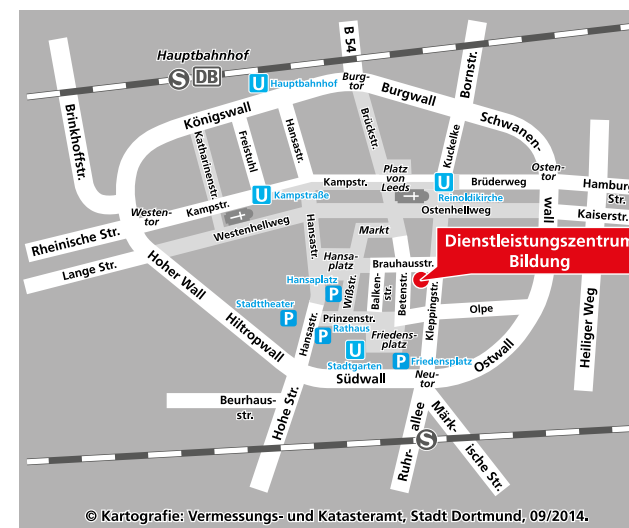 B 54
Hauptbahnhof
S DB
U Hauptbahnhof
Burg-
tor
Burgwall
Bornstr.
Brinkhoffstr.
Königswall
Schwanen-
wall
Katharinenstr.
Freistuhl
Hansastr.
Brückstr.
Kuckelke
Platz
von
Leeds
Osten-
tor
Kampstr.
Brüderweg
Hamburg
Str.
U Kampstraße
U
Reinoldikirche
Westen-
tor
Kampstr.
Ostenhellweg
Kaiserstr.
Rheinische Str.
Westenhellweg
Hansastr.
Markt
Lange Str.
Dienstleistungszentrum
Bildung
Hoher Wall
Hansa-
platz
Brauhausstr.
Hansaplatz
P
Wißstr.
Balken-
str.
Betenstr.
Kleppingstr.
Stadttheater
P
Hiltropwall
Hansastr.
Prinzenstr.
Olpe
P
Rathaus
Friedens-
platz
U
Stadtgarten
P Friedensplatz
Ostwall
Heiliger Weg
Südwall
Neu-
tor
Beurhaus-
str.
Hohe Str.
Ruhr-
allee
Märk-
ische Str.
S
© Kartografie: Vermessungs- und Katasteramt, Stadt Dortmund, 09/2014.